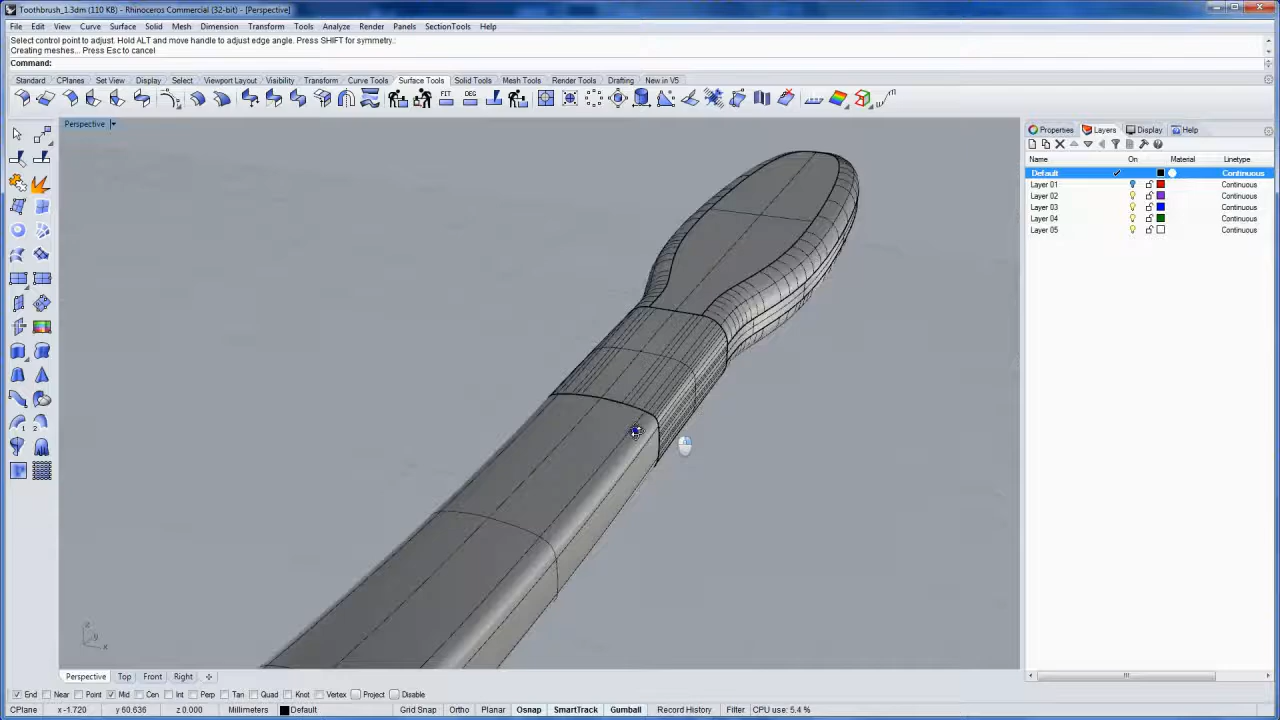 Toothbrush_1.3dm (110 KB) - Rhinoceros Commercial (32-bit) - [Perspective]
File Edit View Curve Surface Solid Mesh Dimension Transform Tools Analyze Render Panels SectionTools Help
Select control point to adjust. Hold ALT and move handle to adjust edge angle. Press SHIFT for symmetry.:
Creating meshes... Press Esc to cancel
Command:
Standard CPlanes Set View Display Select Viewport Layout Visibility Transform Curve Tools Surface Tools Solid Tools Mesh Tools Render Tools Drafting New in V5
FIT DEG
Perspective
Properties Layers Display Help
Name On Material Linetype
Default Continuous
Layer 01 Continuous
Layer 02 Continuous
Layer 03 Continuous
Layer 04 Continuous
Layer 05 Continuous
z
y
x
Perspective Top Front Right
End Near Point Mid Cen Int Perp Tan Quad Knot Vertex Project Disable
CPlane x -1.720 y 60.636 z 0.000 Millimeters Default Grid Snap Ortho Planar Osnap SmartTrack Gumball Record History Filter CPU use: 5.4 %